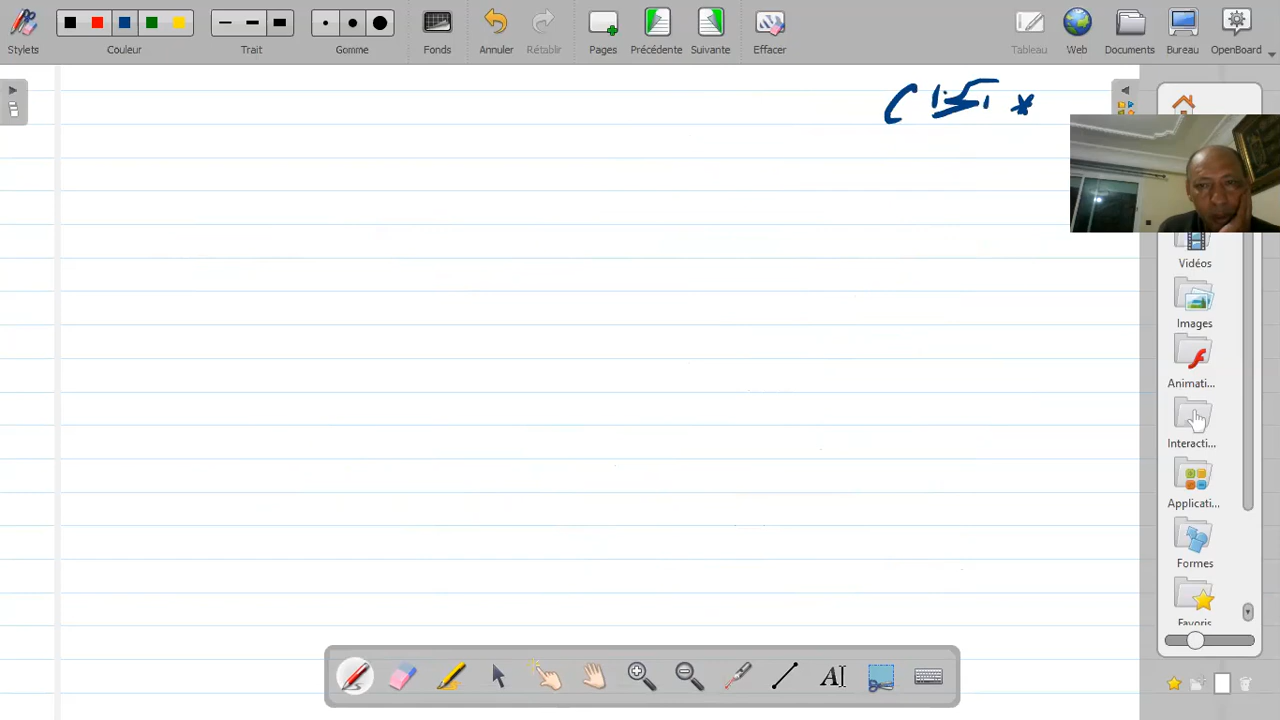 Stylets
Couleur
Trait
Gomme
Fonds
Annuler
Rétablir
Pages
Précédente
Suivante
Effacer
Tableau
Web
Documents
Bureau
OpenBoard
Vidéos
Images
Animati...
Interacti...
Applicati...
Formes
Favoris